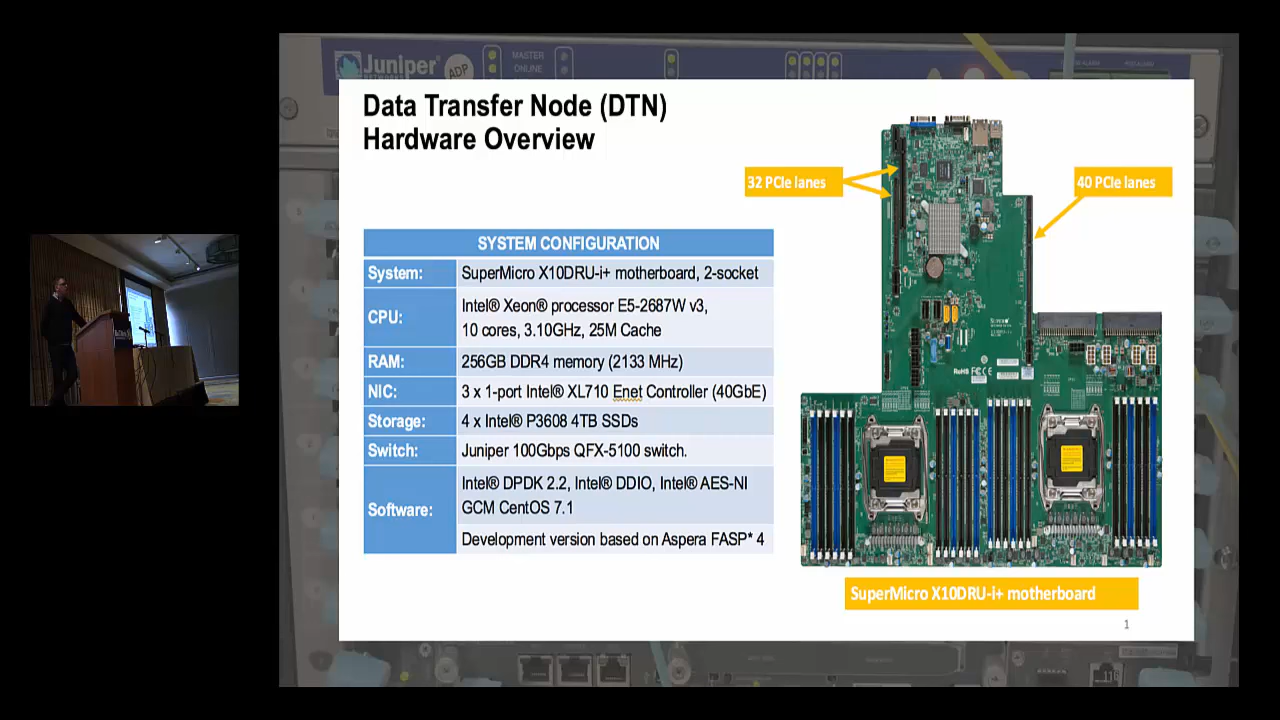 Juniper
NETWORKS
ADP
MASTER
ONLINE
Data Transfer Node (DTN)
Hardware Overview
32 PCIe lanes
40 PCIe lanes
SYSTEM CONFIGURATION
System: SuperMicro X10DRU-i+ motherboard, 2-socket
CPU: Intel® Xeon® processor E5-2687W v3,
10 cores, 3.10GHz, 25M Cache
RAM: 256GB DDR4 memory (2133 MHz)
NIC: 3 x 1-port Intel® XL710 Enet Controller (40GbE)
Storage: 4 x Intel® P3608 4TB SSDs
Switch: Juniper 100Gbps QFX-5100 switch.
Software: Intel® DPDK 2.2, Intel® DDIO, Intel® AES-NI
GCM CentOS 7.1
Development version based on Aspera FASP* 4
RoHS
SuperMicro X10DRU-i+ motherboard
1